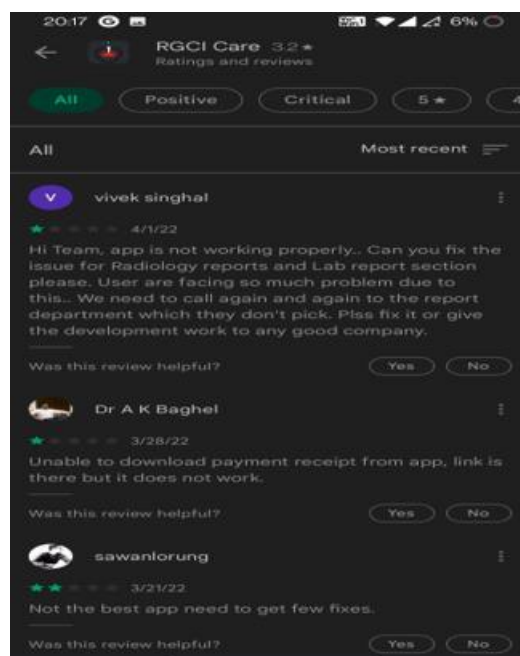 20:17 6%
RGCI Care 3.2★
Ratings and reviews
All Positive Critical 5★ 4
All Most recent
V vivek singhal
4/1/22
Hi Team, app is not working properly.. Can you fix the
issue for Radiology reports and Lab report section
please. User are facing so much problem due to
this.. We need to call again and again to the report
department which they don't pick. Plss fix it or give
the development work to any good company.
Was this review helpful? Yes No
Dr A K Baghel
3/28/22
Unable to download payment receipt from app, link is
there but it does not work.
Was this review helpful? Yes No
sawanlorung
3/21/22
Not the best app need to get few fixes.
Was this review helpful? Yes No